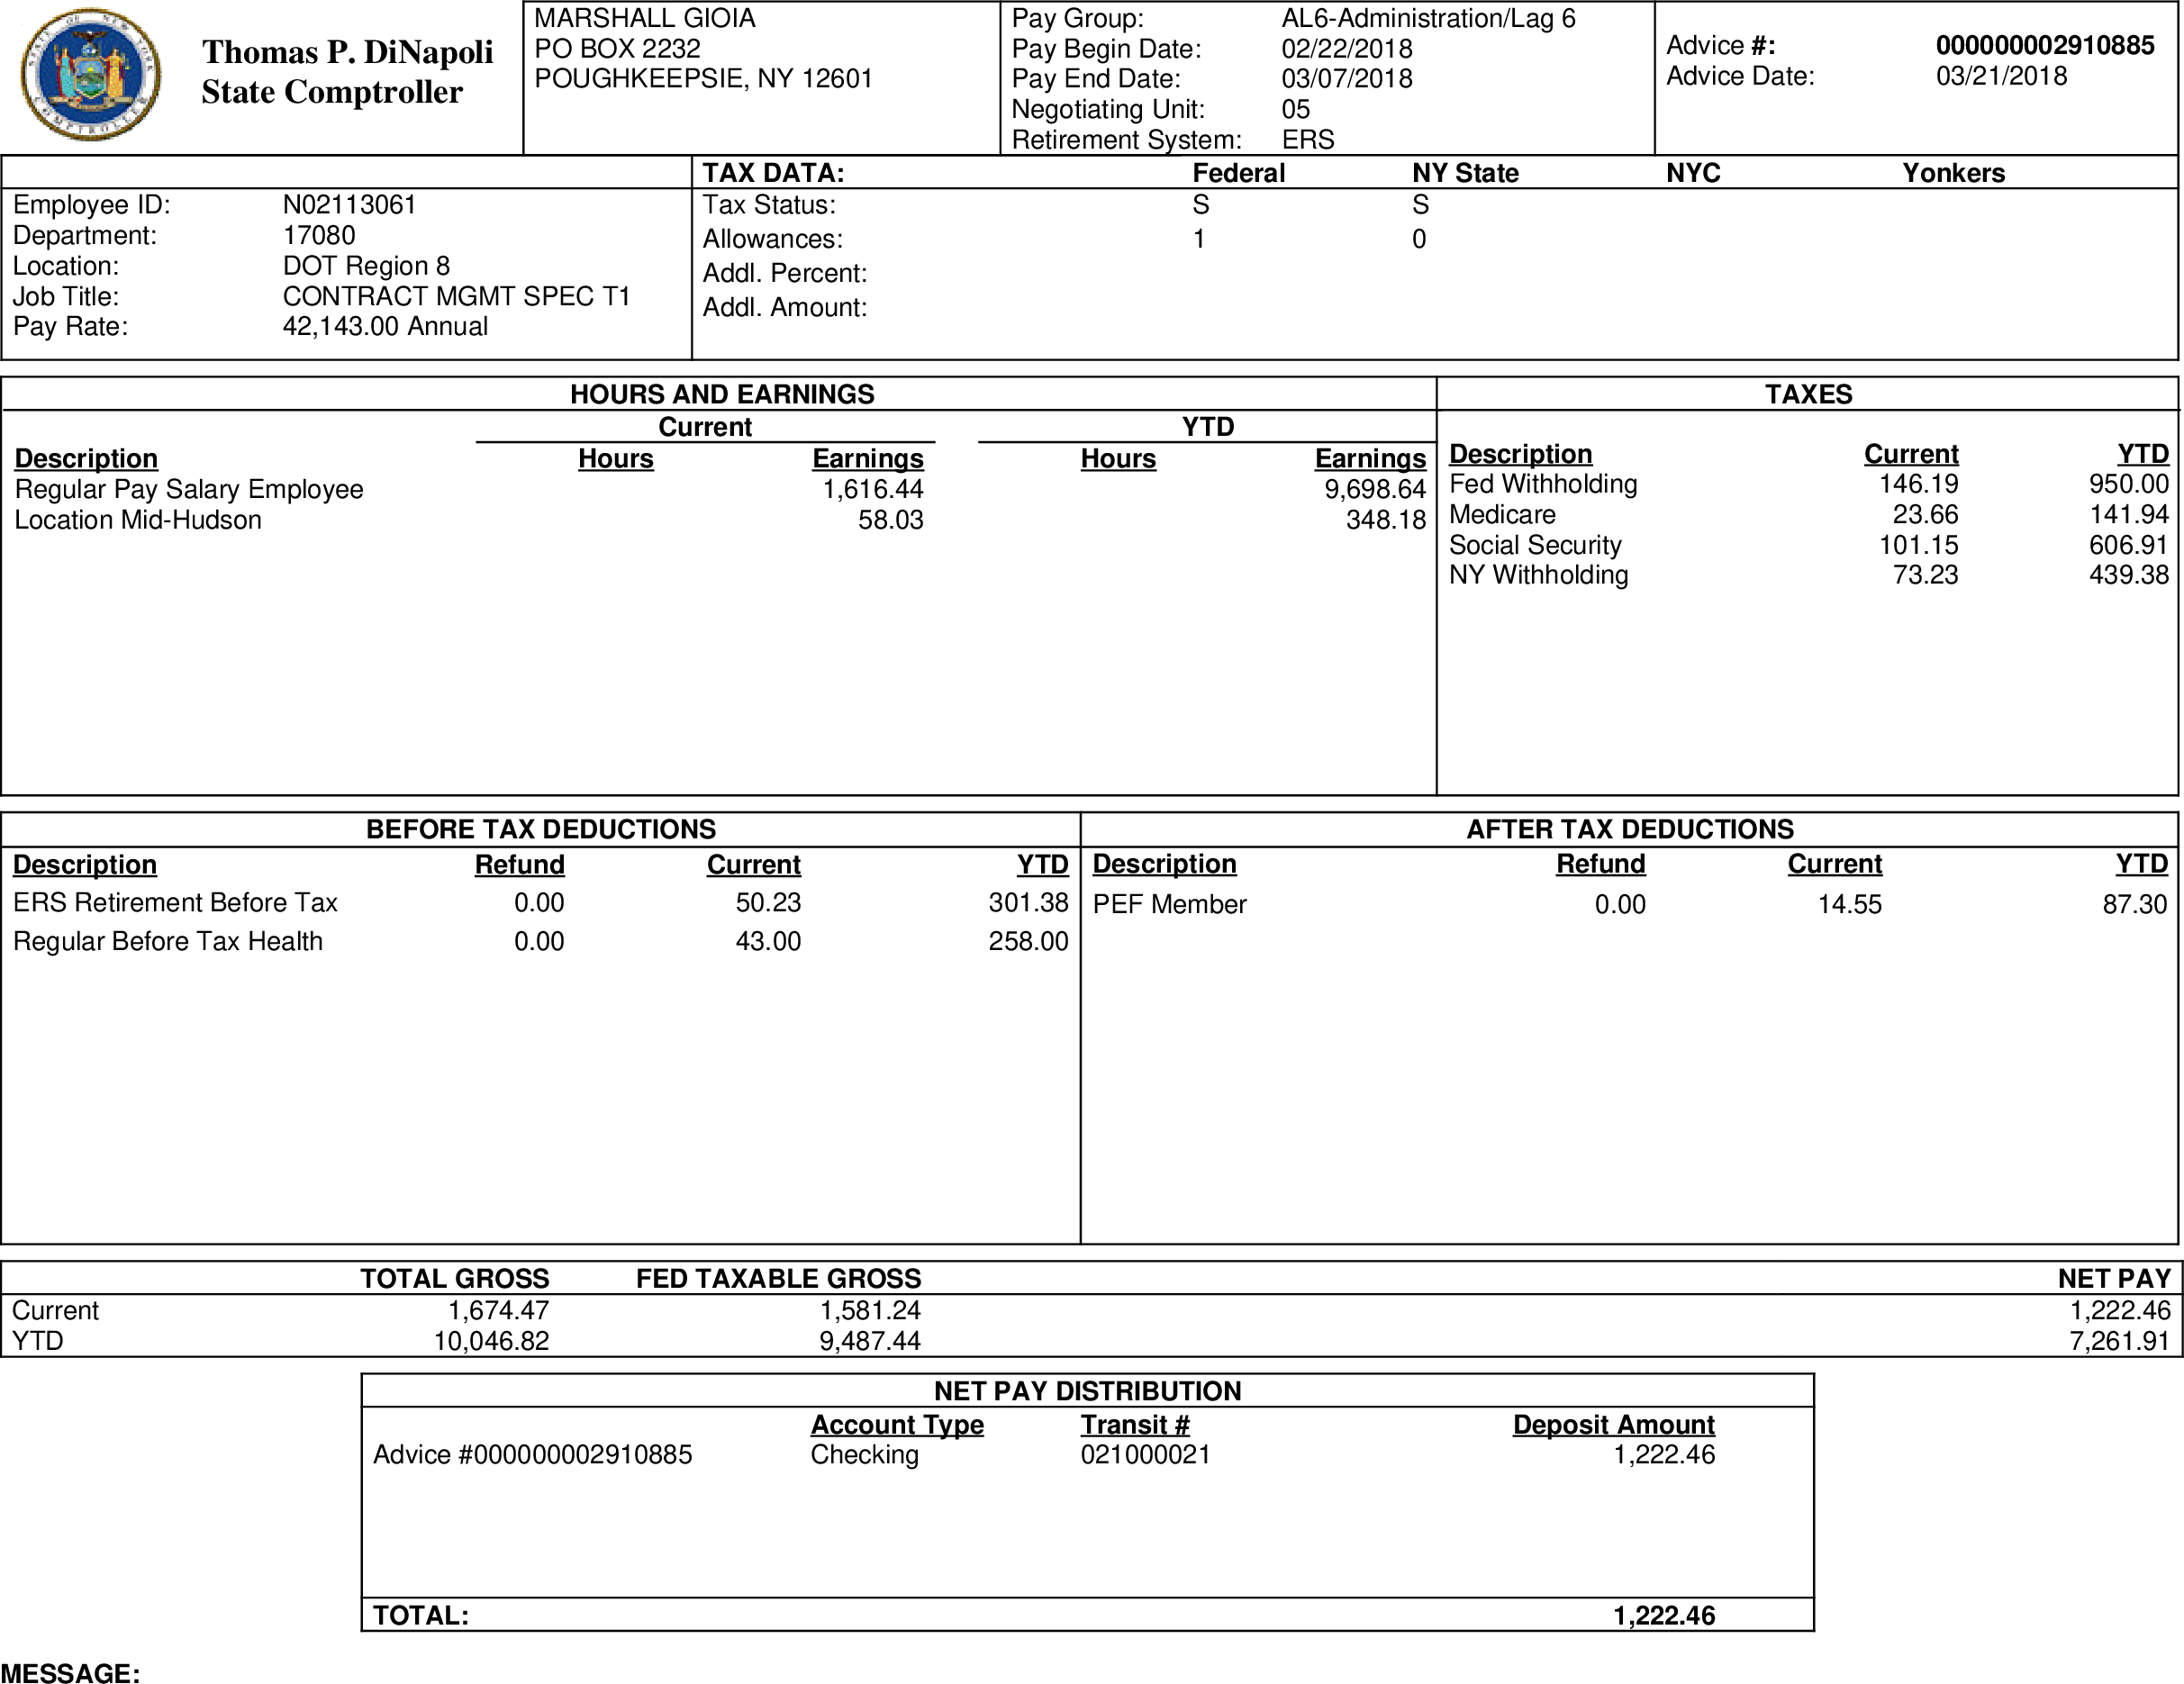 Thomas P. DiNapoli
State Comptroller
MARSHALL GIOIA
PO BOX 2232
POUGHKEEPSIE, NY 12601
Pay Group: AL6-Administration/Lag 6
Pay Begin Date: 02/22/2018
Pay End Date: 03/07/2018
Negotiating Unit: 05
Retirement System: ERS
Advice #: 000000002910885
Advice Date: 03/21/2018
Employee ID: N02113061
Department: 17080
Location: DOT Region 8
Job Title: CONTRACT MGMT SPEC T1
Pay Rate: 42,143.00 Annual
TAX DATA: Federal NY State NYC Yonkers
Tax Status: S S
Allowances: 1 0
Addl. Percent:
Addl. Amount:
HOURS AND EARNINGS
Current YTD
Description Hours Earnings Hours Earnings
Regular Pay Salary Employee 1,616.44 9,698.64
Location Mid-Hudson 58.03 348.18
TAXES
Description Current YTD
Fed Withholding 146.19 950.00
Medicare 23.66 141.94
Social Security 101.15 606.91
NY Withholding 73.23 439.38
BEFORE TAX DEDUCTIONS
Description Refund Current YTD
ERS Retirement Before Tax 0.00 50.23 301.38
Regular Before Tax Health 0.00 43.00 258.00
AFTER TAX DEDUCTIONS
Description Refund Current YTD
PEF Member 0.00 14.55 87.30
TOTAL GROSS FED TAXABLE GROSS NET PAY
Current 1,674.47 1,581.24 1,222.46
YTD 10,046.82 9,487.44 7,261.91
NET PAY DISTRIBUTION
Account Type Transit # Deposit Amount
Advice #000000002910885 Checking 021000021 1,222.46
TOTAL: 1,222.46
MESSAGE: